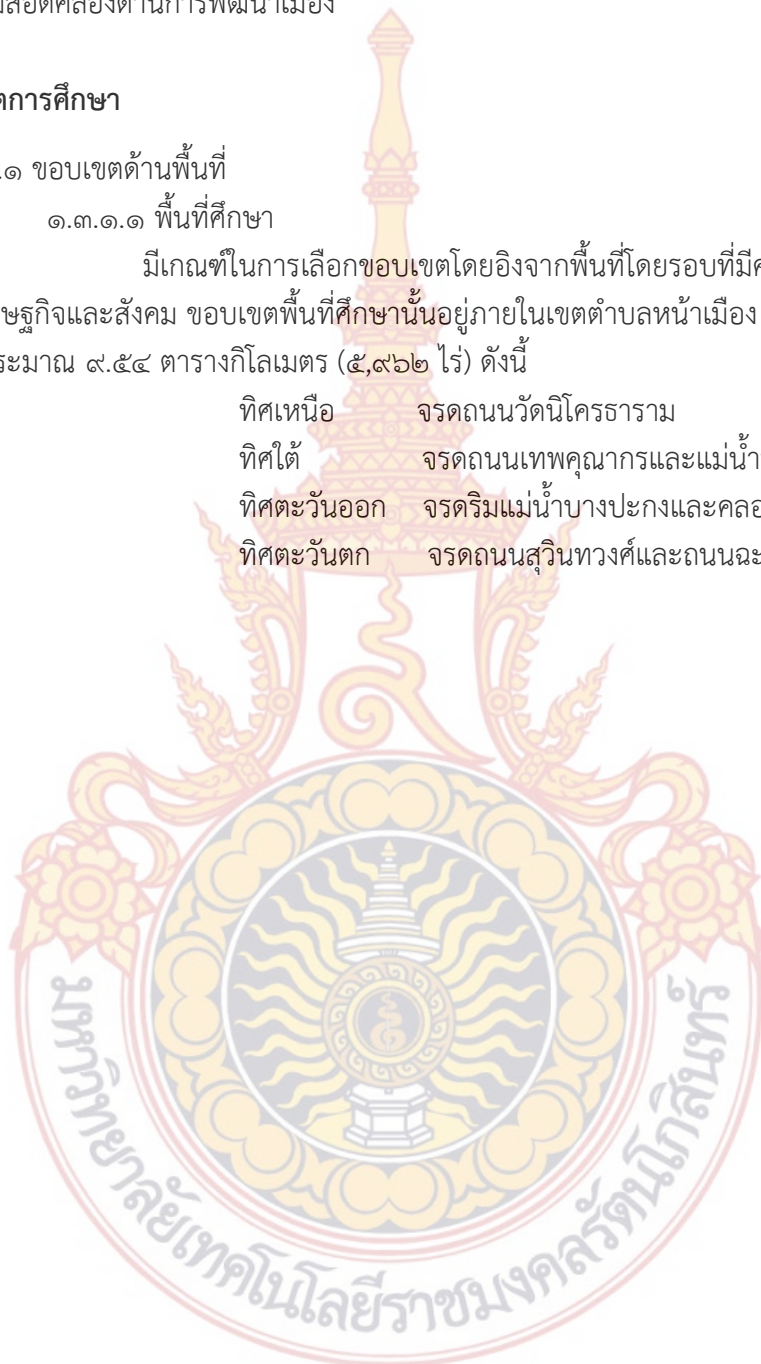 สอดคล้องด้านการพัฒนาเมือง
ตการศึกษา
.๑ ขอบเขตด้านพื้นที่
๑.๓.๑.๑ พื้นที่ศึกษา
มีเกณฑ์ในการเลือกขอบเขตโดยอิงจากพื้นที่โดยรอบที่มีค
ษฐกิจและสังคม ขอบเขตพื้นที่ศึกษานั้นอยู่ภายในเขตตำบลหน้าเมือง
ระมาณ ๙.๕๔ ตารางกิโลเมตร (๕,๙๖๒ ไร่) ดังนี้
ทิศเหนือ จรดถนนวัดนิโครธาราม
ทิศใต้ จรดถนนเทพคุณากรและแม่น้ำ
ทิศตะวันออก จรดริมแม่น้ำบางปะกงและคลอ
ทิศตะวันตก จรดถนนสุวินทวงศ์และถนนฉะ
มหาวิทยาลัยเทคโนโลยีราชมงคลรัตนโกสินทร์